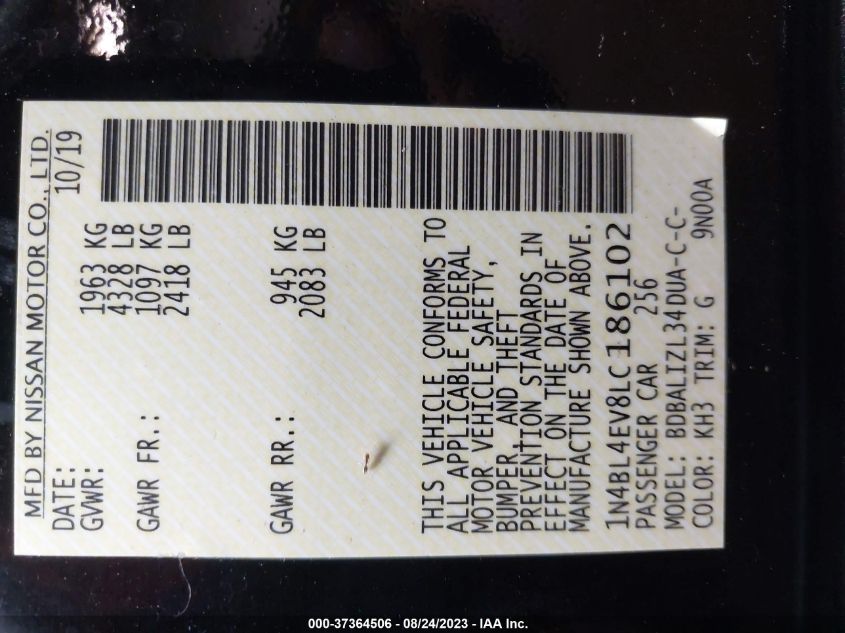 MFD BY NISSAN MOTOR CO., LTD.
DATE: 10/19
GVWR: 1963 KG
4328 LB
GAWR FR.: 1097 KG
2418 LB
GAWR RR.: 945 KG
2083 LB
THIS VEHICLE CONFORMS TO
ALL APPLICABLE FEDERAL
MOTOR VEHICLE SAFETY,
BUMPER, AND THEFT
PREVENTION STANDARDS IN
EFFECT ON THE DATE OF
MANUFACTURE SHOWN ABOVE.
1N4BL4EV8LC186102
PASSENGER CAR 256
MODEL: BDBALIZL34DUA-C-C-
COLOR: KH3 TRIM: G 9N00A
000-37364506 - 08/24/2023 - IAA Inc.